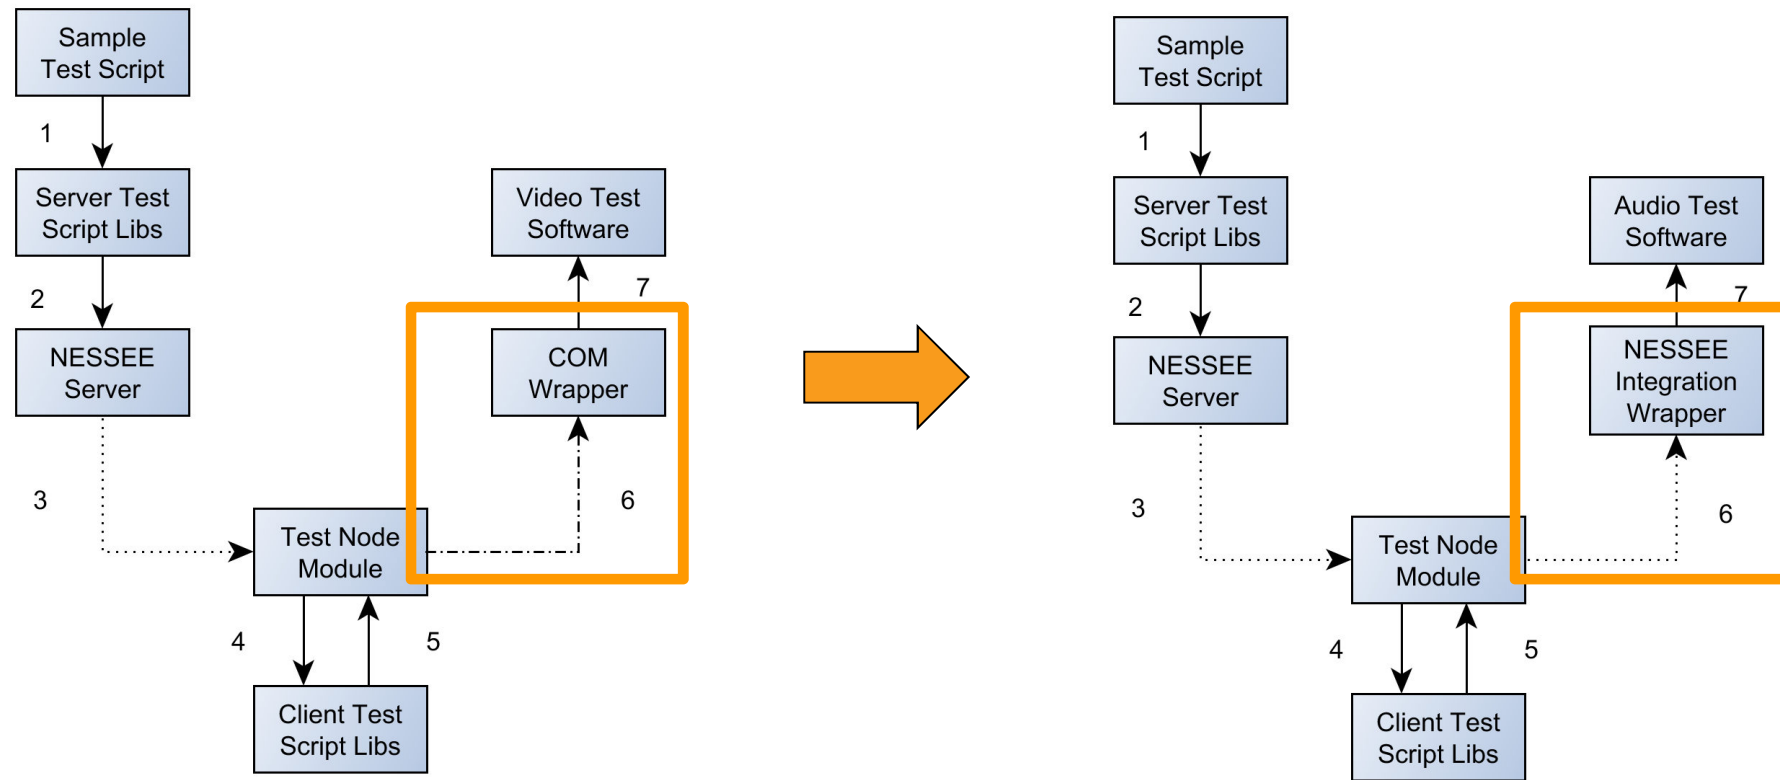 Sample
Test Script
1
Server Test
Script Libs
2
NESSEE
Server
3
Test Node
Module
4
5
Client Test
Script Libs
6
COM
Wrapper
7
Video Test
Software
Sample
Test Script
1
Server Test
Script Libs
2
NESSEE
Server
3
Test Node
Module
4
5
Client Test
Script Libs
6
NESSEE
Integration
Wrapper
7
Audio Test
Software